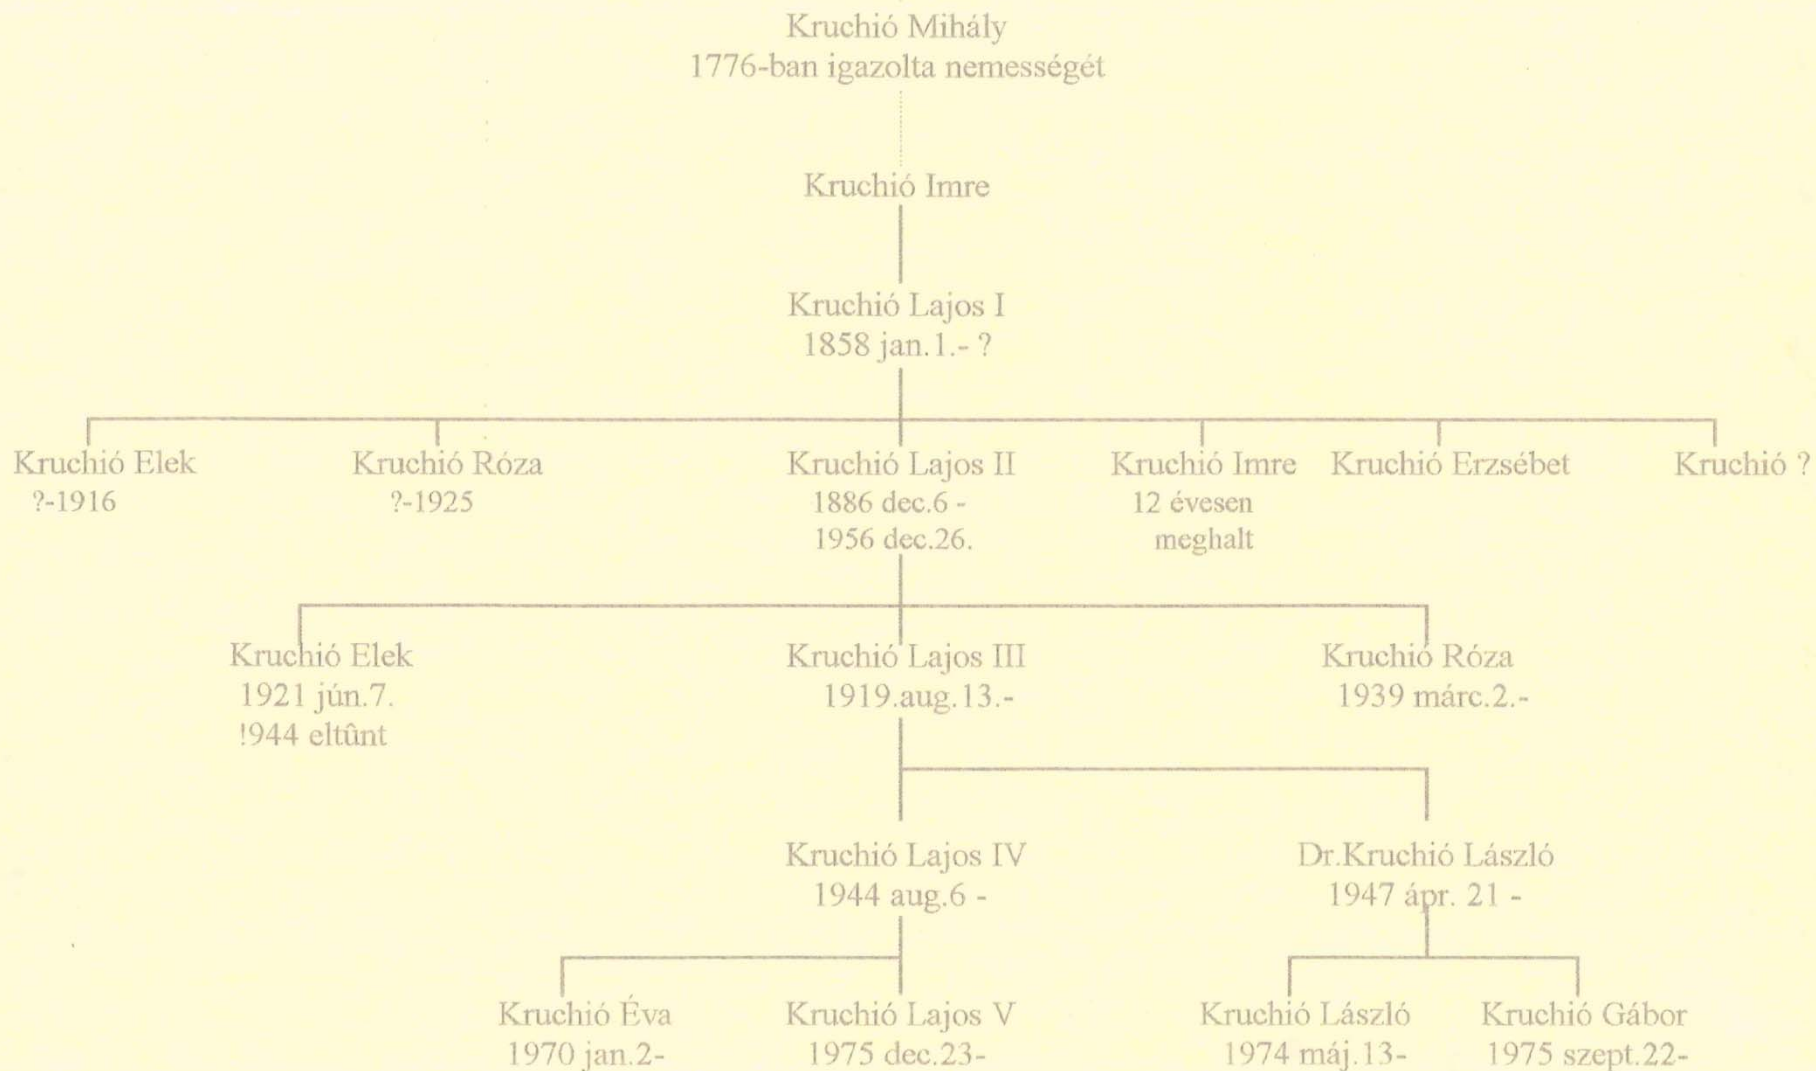 Kruchió Mihály
1776-ban igazolta nemességét
Kruchió Imre
Kruchió Lajos I
1858 jan.1.- ?
Kruchió Elek
?-1916
Kruchió Róza
?-1925
Kruchió Lajos II
1886 dec.6 -
1956 dec.26.
Kruchió Imre
12 évesen
meghalt
Kruchió Erzsébet
Kruchió ?
Kruchió Elek
1921 jún.7.
!944 eltûnt
Kruchió Lajos III
1919.aug.13.-
Kruchió Róza
1939 márc.2.-
Kruchió Lajos IV
1944 aug.6 -
Dr.Kruchió László
1947 ápr. 21 -
Kruchió Éva
1970 jan.2-
Kruchió Lajos V
1975 dec.23-
Kruchió László
1974 máj.13-
Kruchió Gábor
1975 szept.22-